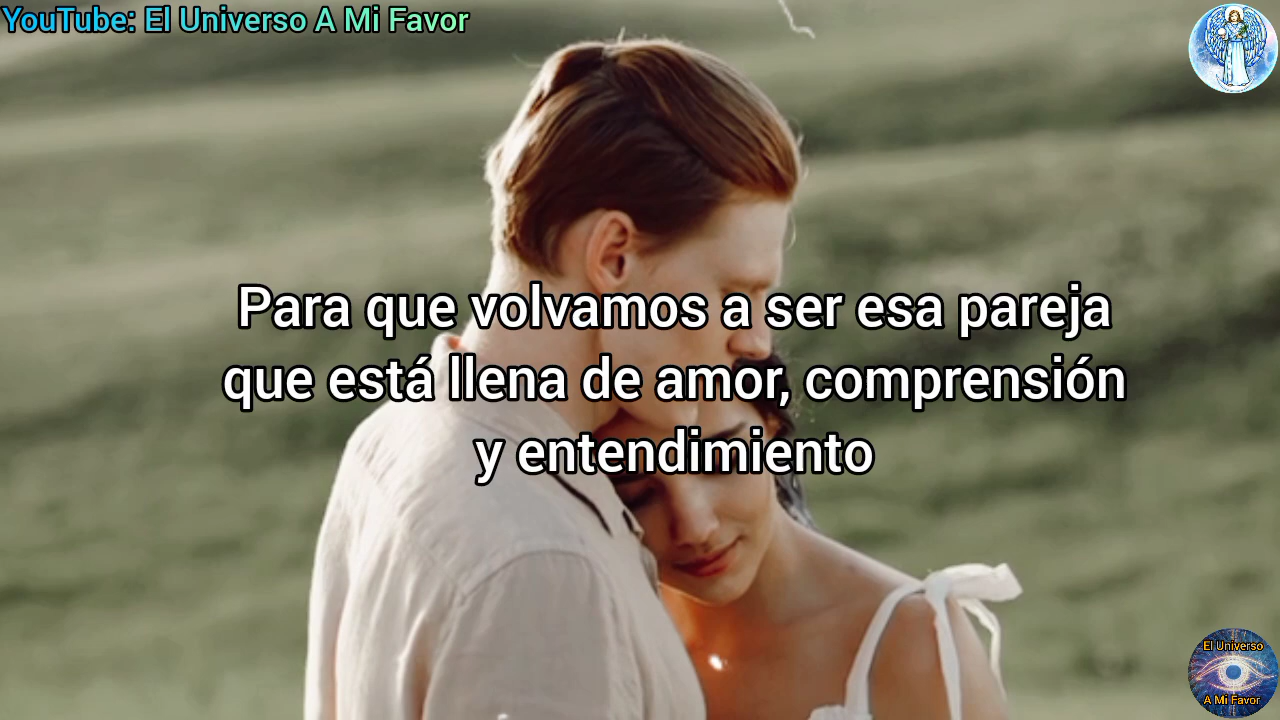 YouTube: El Universo A Mi Favor
Para que volvamos a ser esa pareja
que está llena de amor, comprensión
y entendimiento
El Universo
A Mi Favor